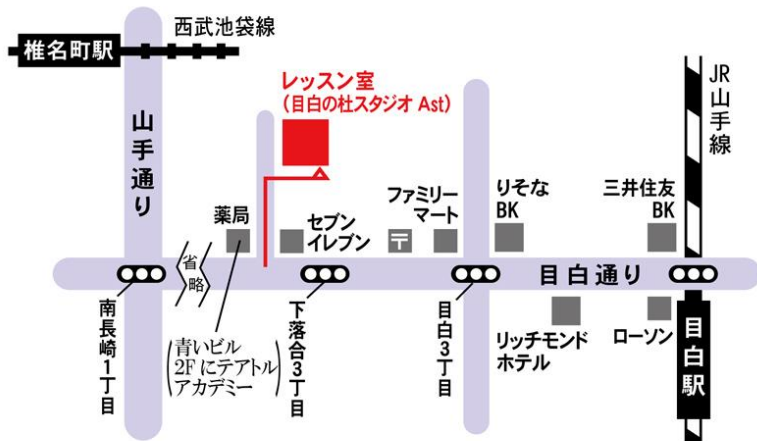 西武池袋線
椎名町駅
レッスン室
（目白の杜スタジオ Ast）
JR山手線
山手通り
薬局
セブン
イレブン
〒
ファミリー
マート
りそな
BK
三井住友
BK
省略
目白通り
南長崎1丁目
（青いビル
2Fにテアトル
アカデミー）
下落合3丁目
目白3丁目
リッチモンド
ホテル
ローソン
目白駅